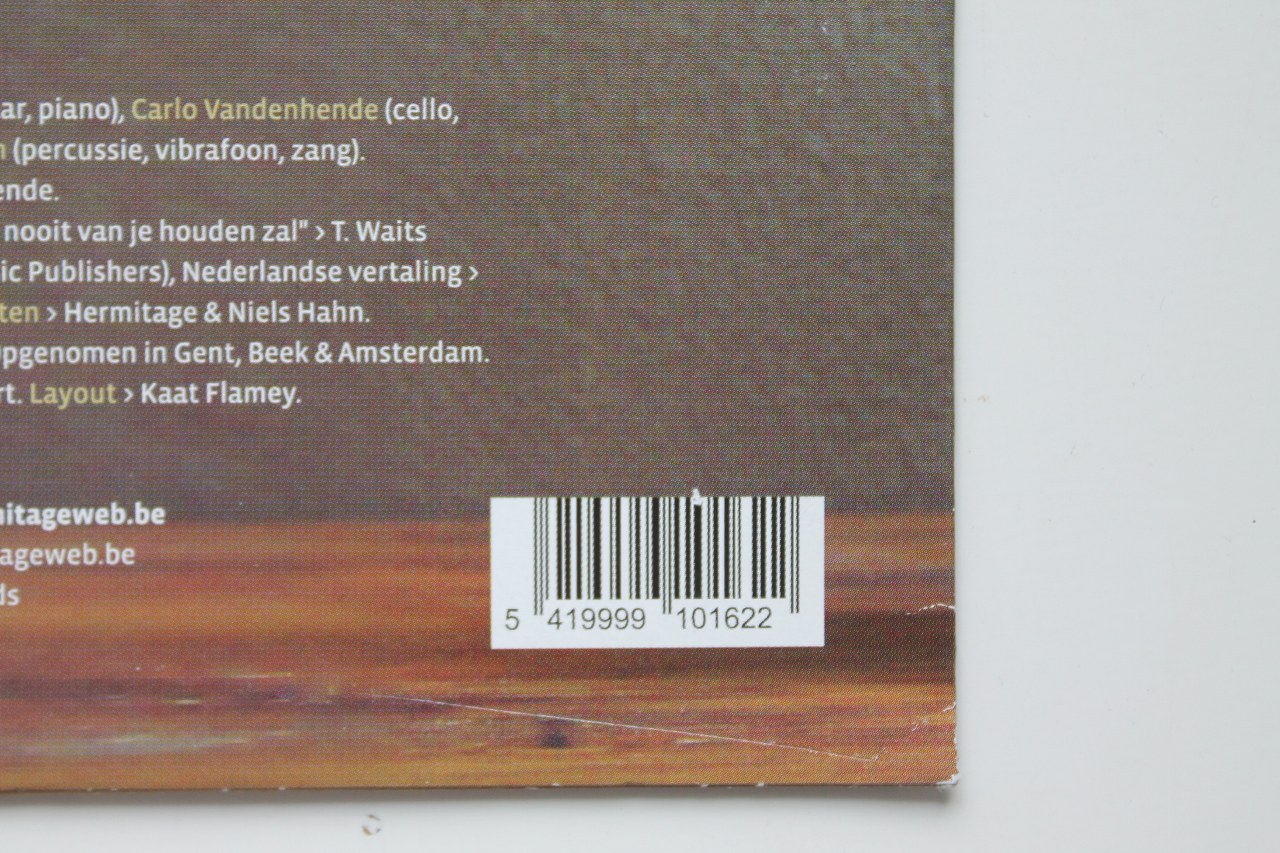 ar, piano), Carlo Vandenhende (cello,
(percussie, vibrafoon, zang).
ende.
nooit van je houden zal" › T. Waits
ic Publishers), Nederlandse vertaling ›
ten › Hermitage & Niels Hahn.
opgenomen in Gent, Beek & Amsterdam.
rt. Layout › Kaat Flamey.
itageweb.be
tageweb.be
ds
5 419999 101622